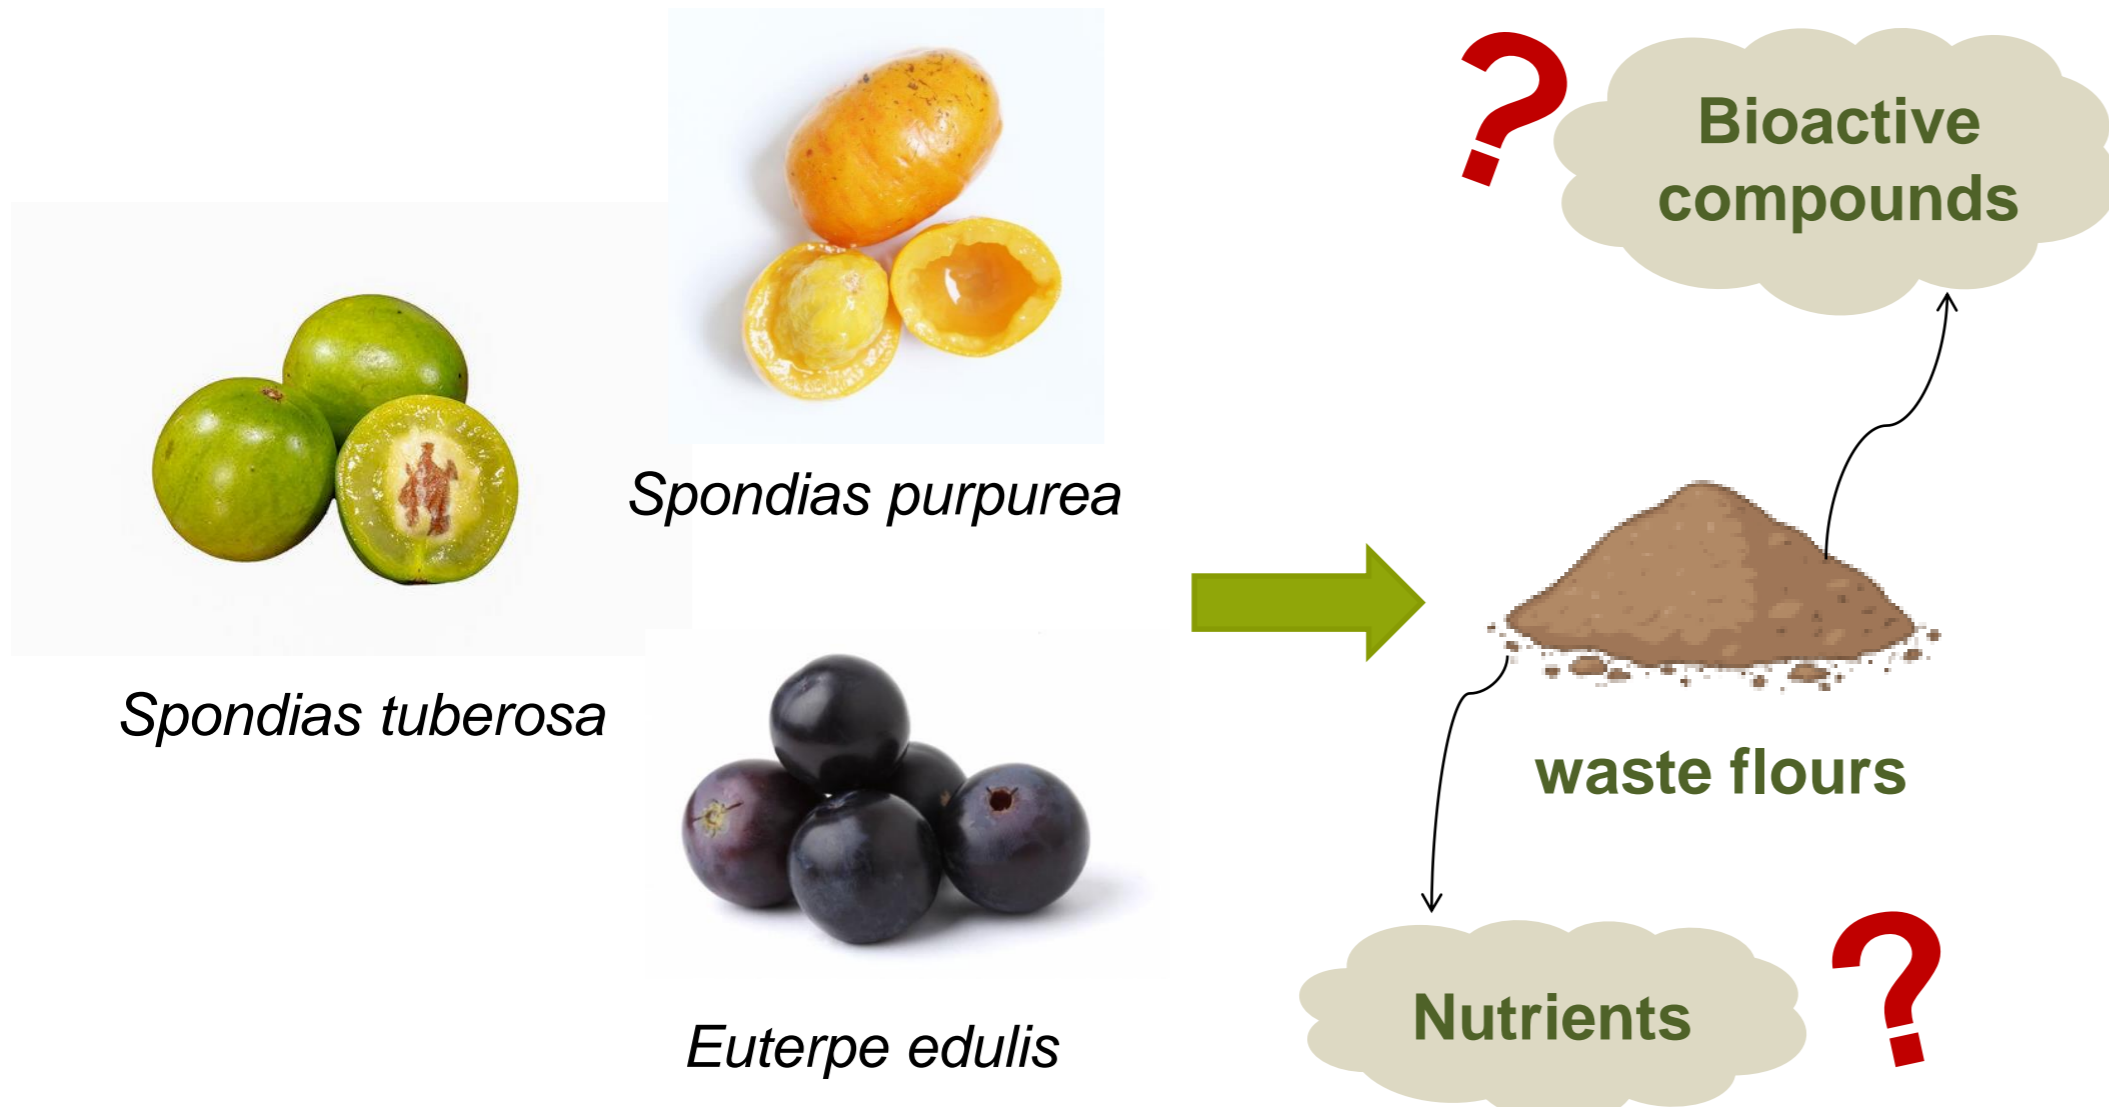 ?
Bioactive
compounds
Spondias purpurea
Spondias tuberosa
waste flours
Euterpe edulis
Nutrients
?